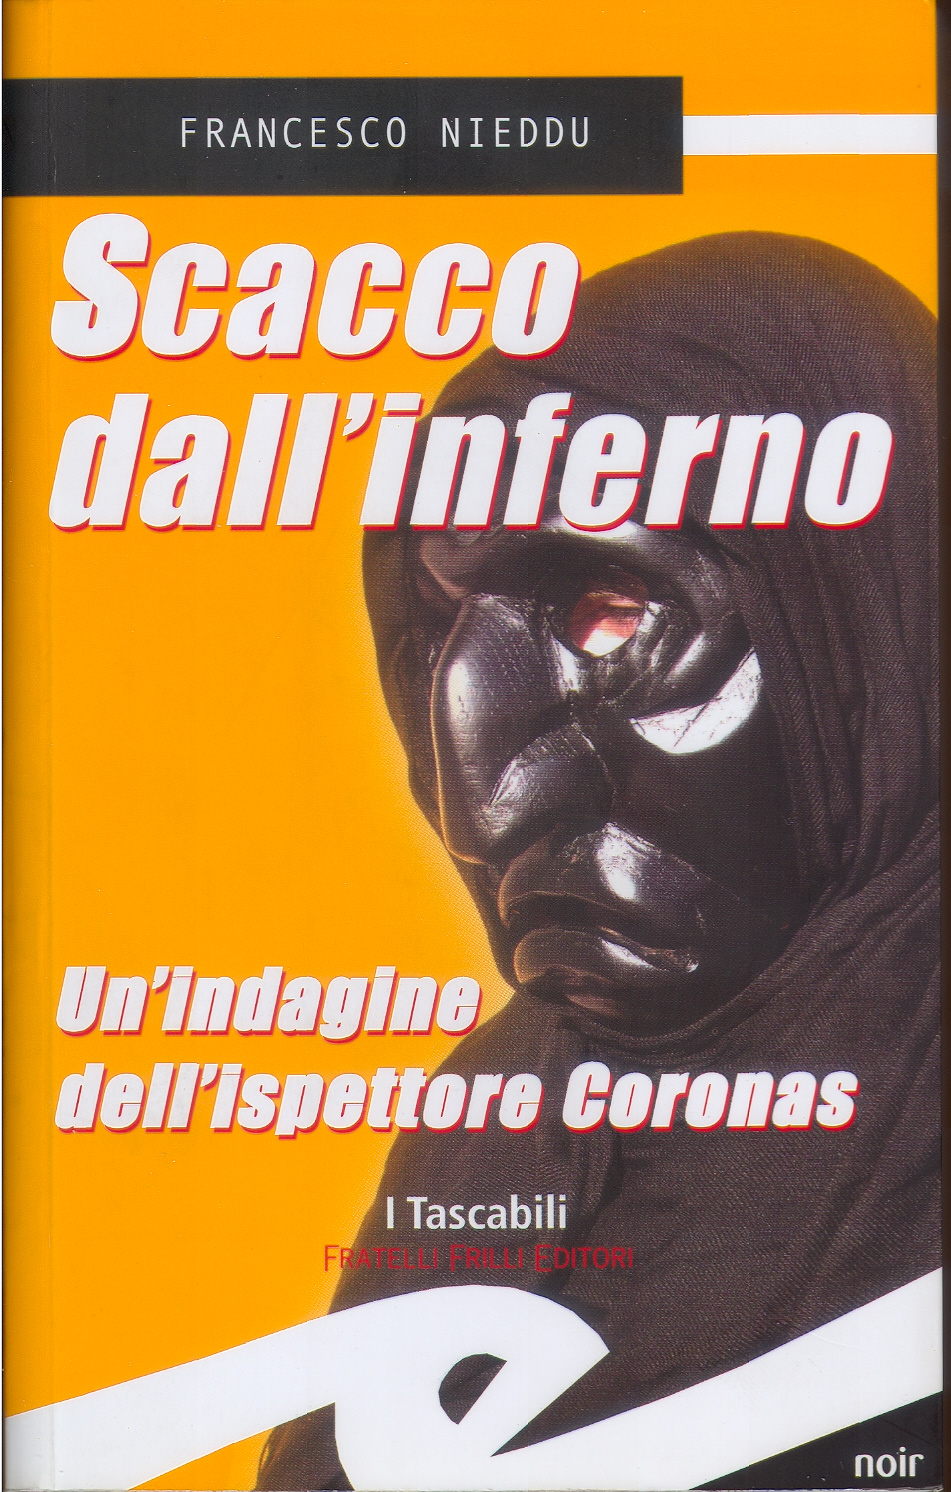 FRANCESCO NIEDDU
Scacco
dall'inferno
Un'indagine
dell'ispettore Coronas
I Tascabili
FRATELLI FRILLI EDITORI
noir